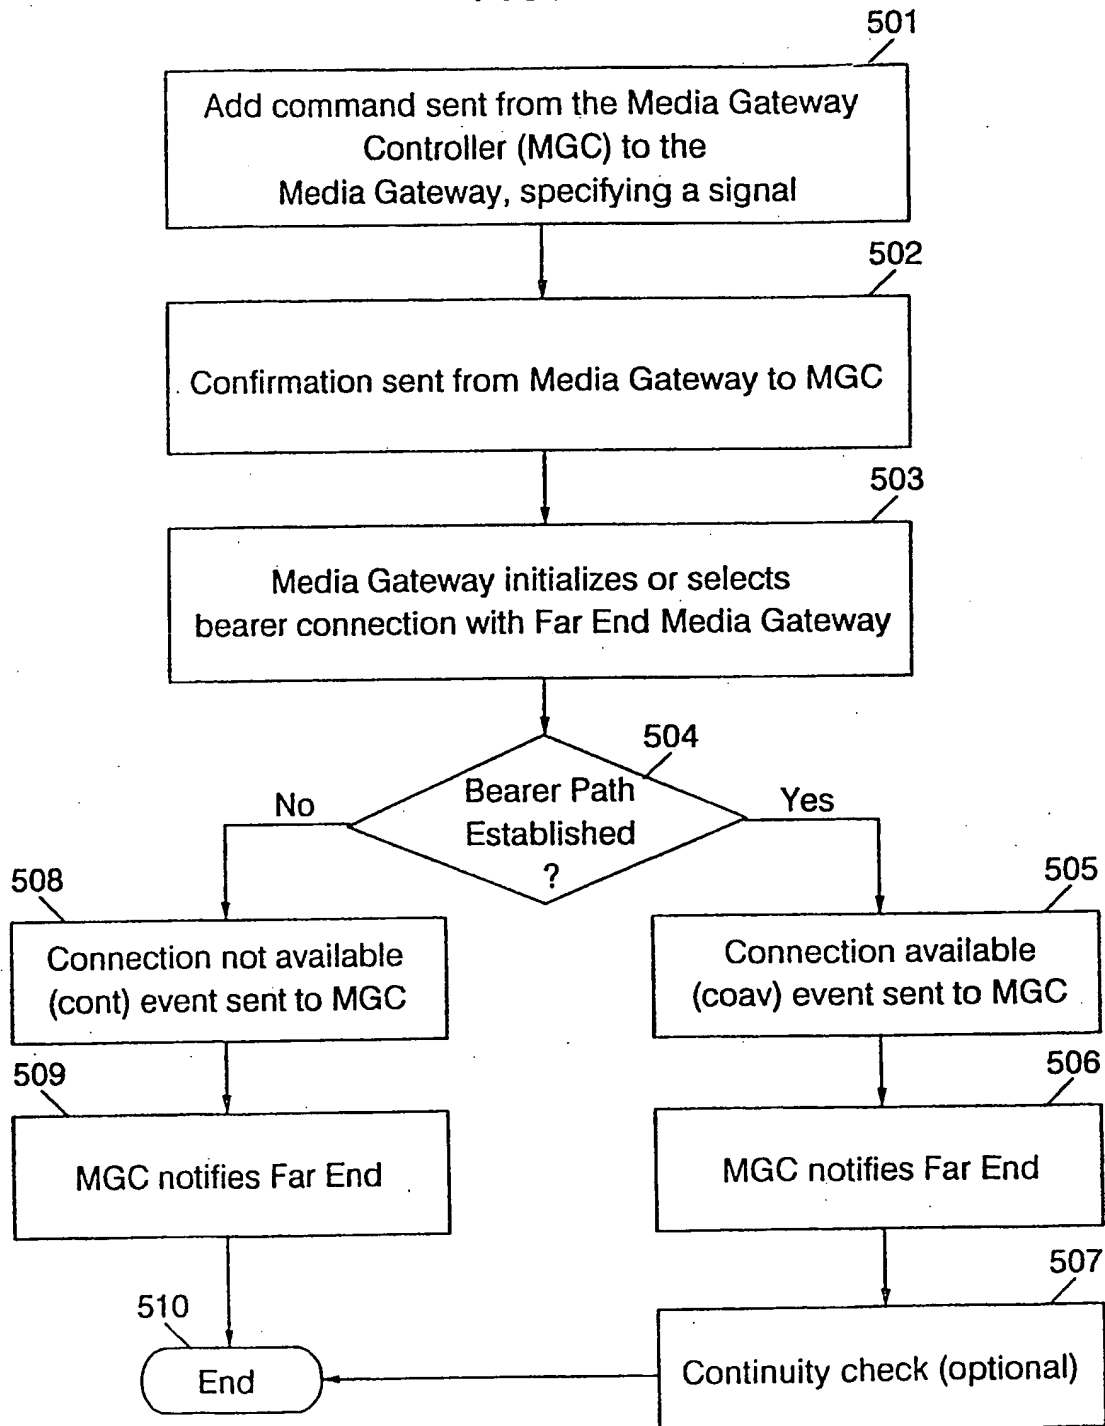 501
Add command sent from the Media Gateway
Controller (MGC) to the
Media Gateway, specifying a signal
502
Confirmation sent from Media Gateway to MGC
503
Media Gateway initializes or selects
bearer connection with Far End Media Gateway
504
Bearer Path
Established
?
No
Yes
508
Connection not available
(cont) event sent to MGC
505
Connection available
(coav) event sent to MGC
509
MGC notifies Far End
506
MGC notifies Far End
507
Continuity check (optional)
510
End